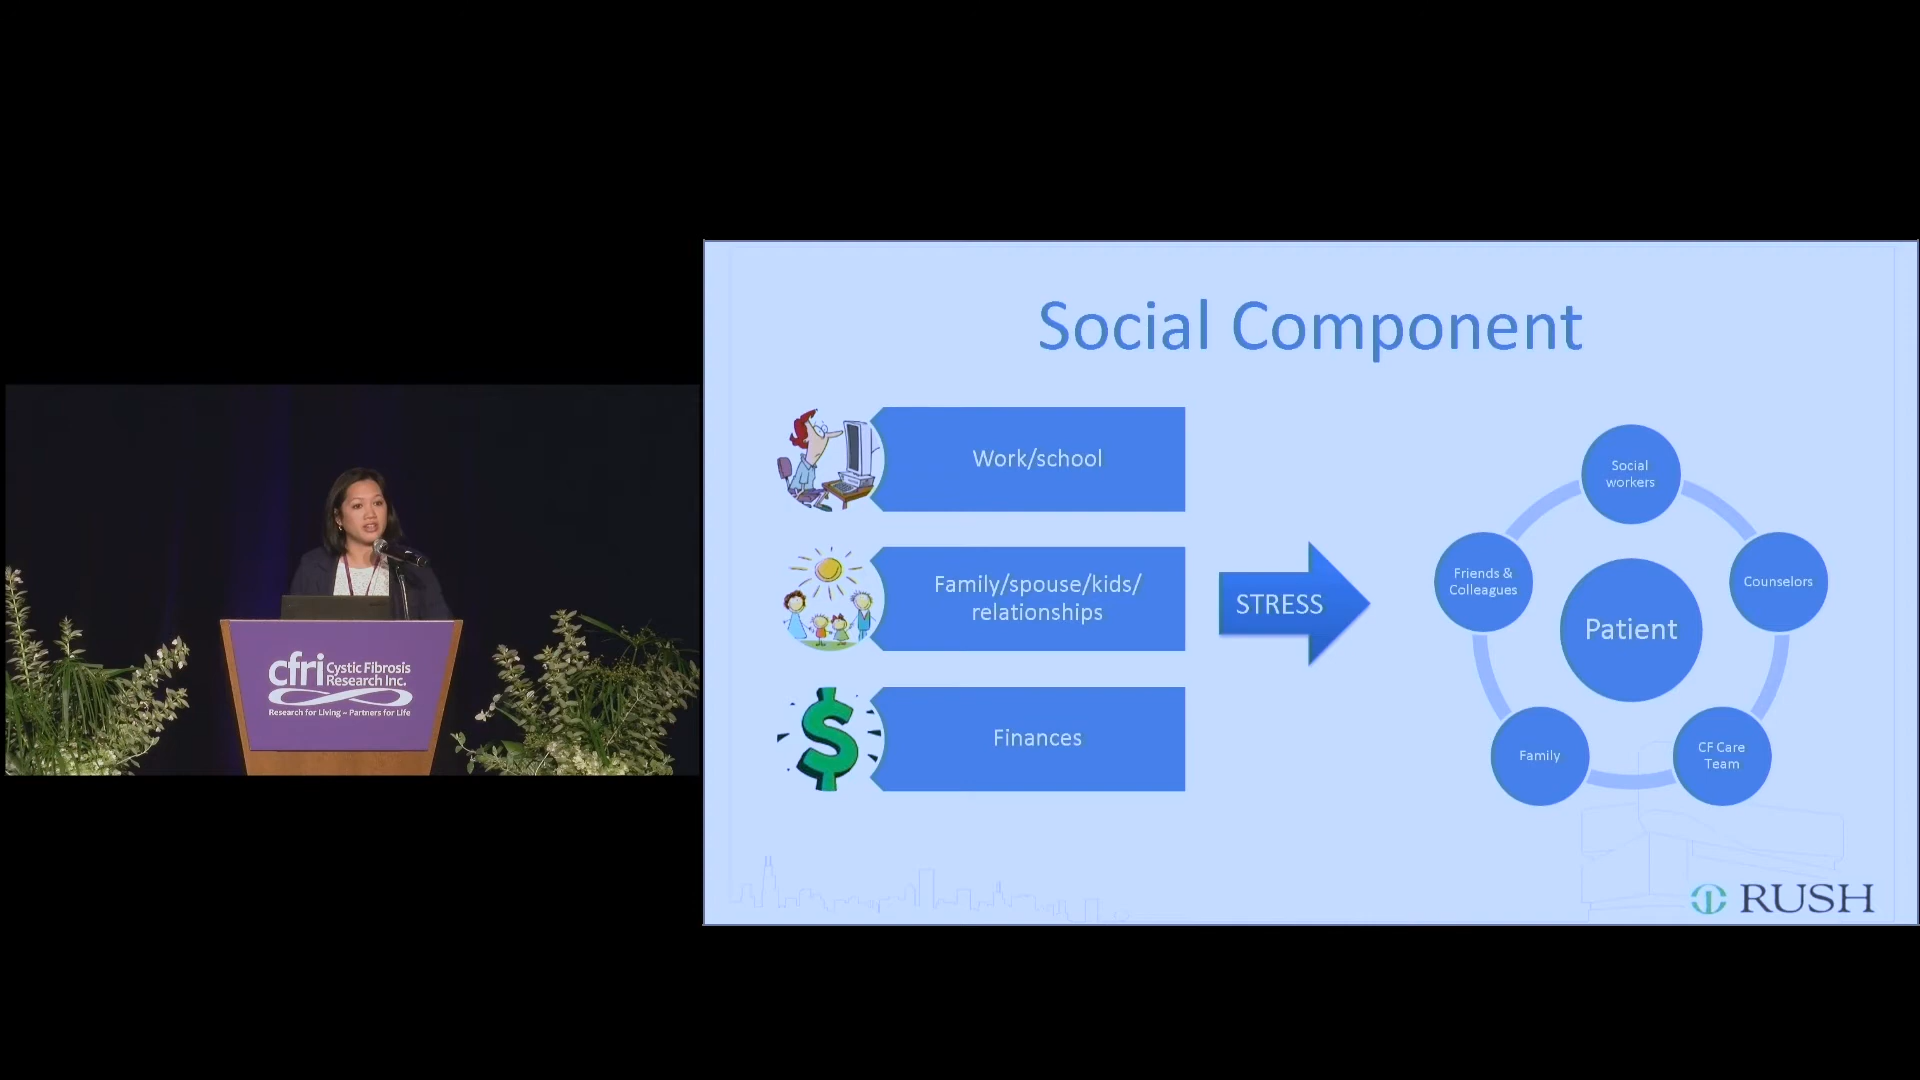 cfri Cystic Fibrosis
Research Inc.
Research for Living – Partners for Life
Social Component
Work/school
Family/spouse/kids/
relationships
Finances
STRESS
Social
workers
Counselors
CF Care
Team
Family
Friends &
Colleagues
Patient
RUSH